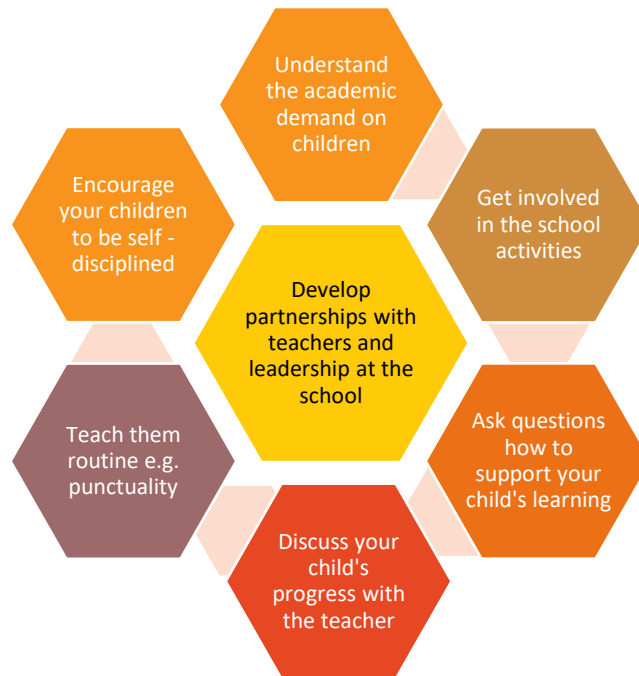 Understand
the academic
demand on
children
Get involved
in the school
activities
Ask questions
how to
support your
child's learning
Discuss your
child's
progress with
the teacher
Teach them
routine e.g.
punctuality
Encourage
your children
to be self -
disciplined
Develop
partnerships with
teachers and
leadership at the
school